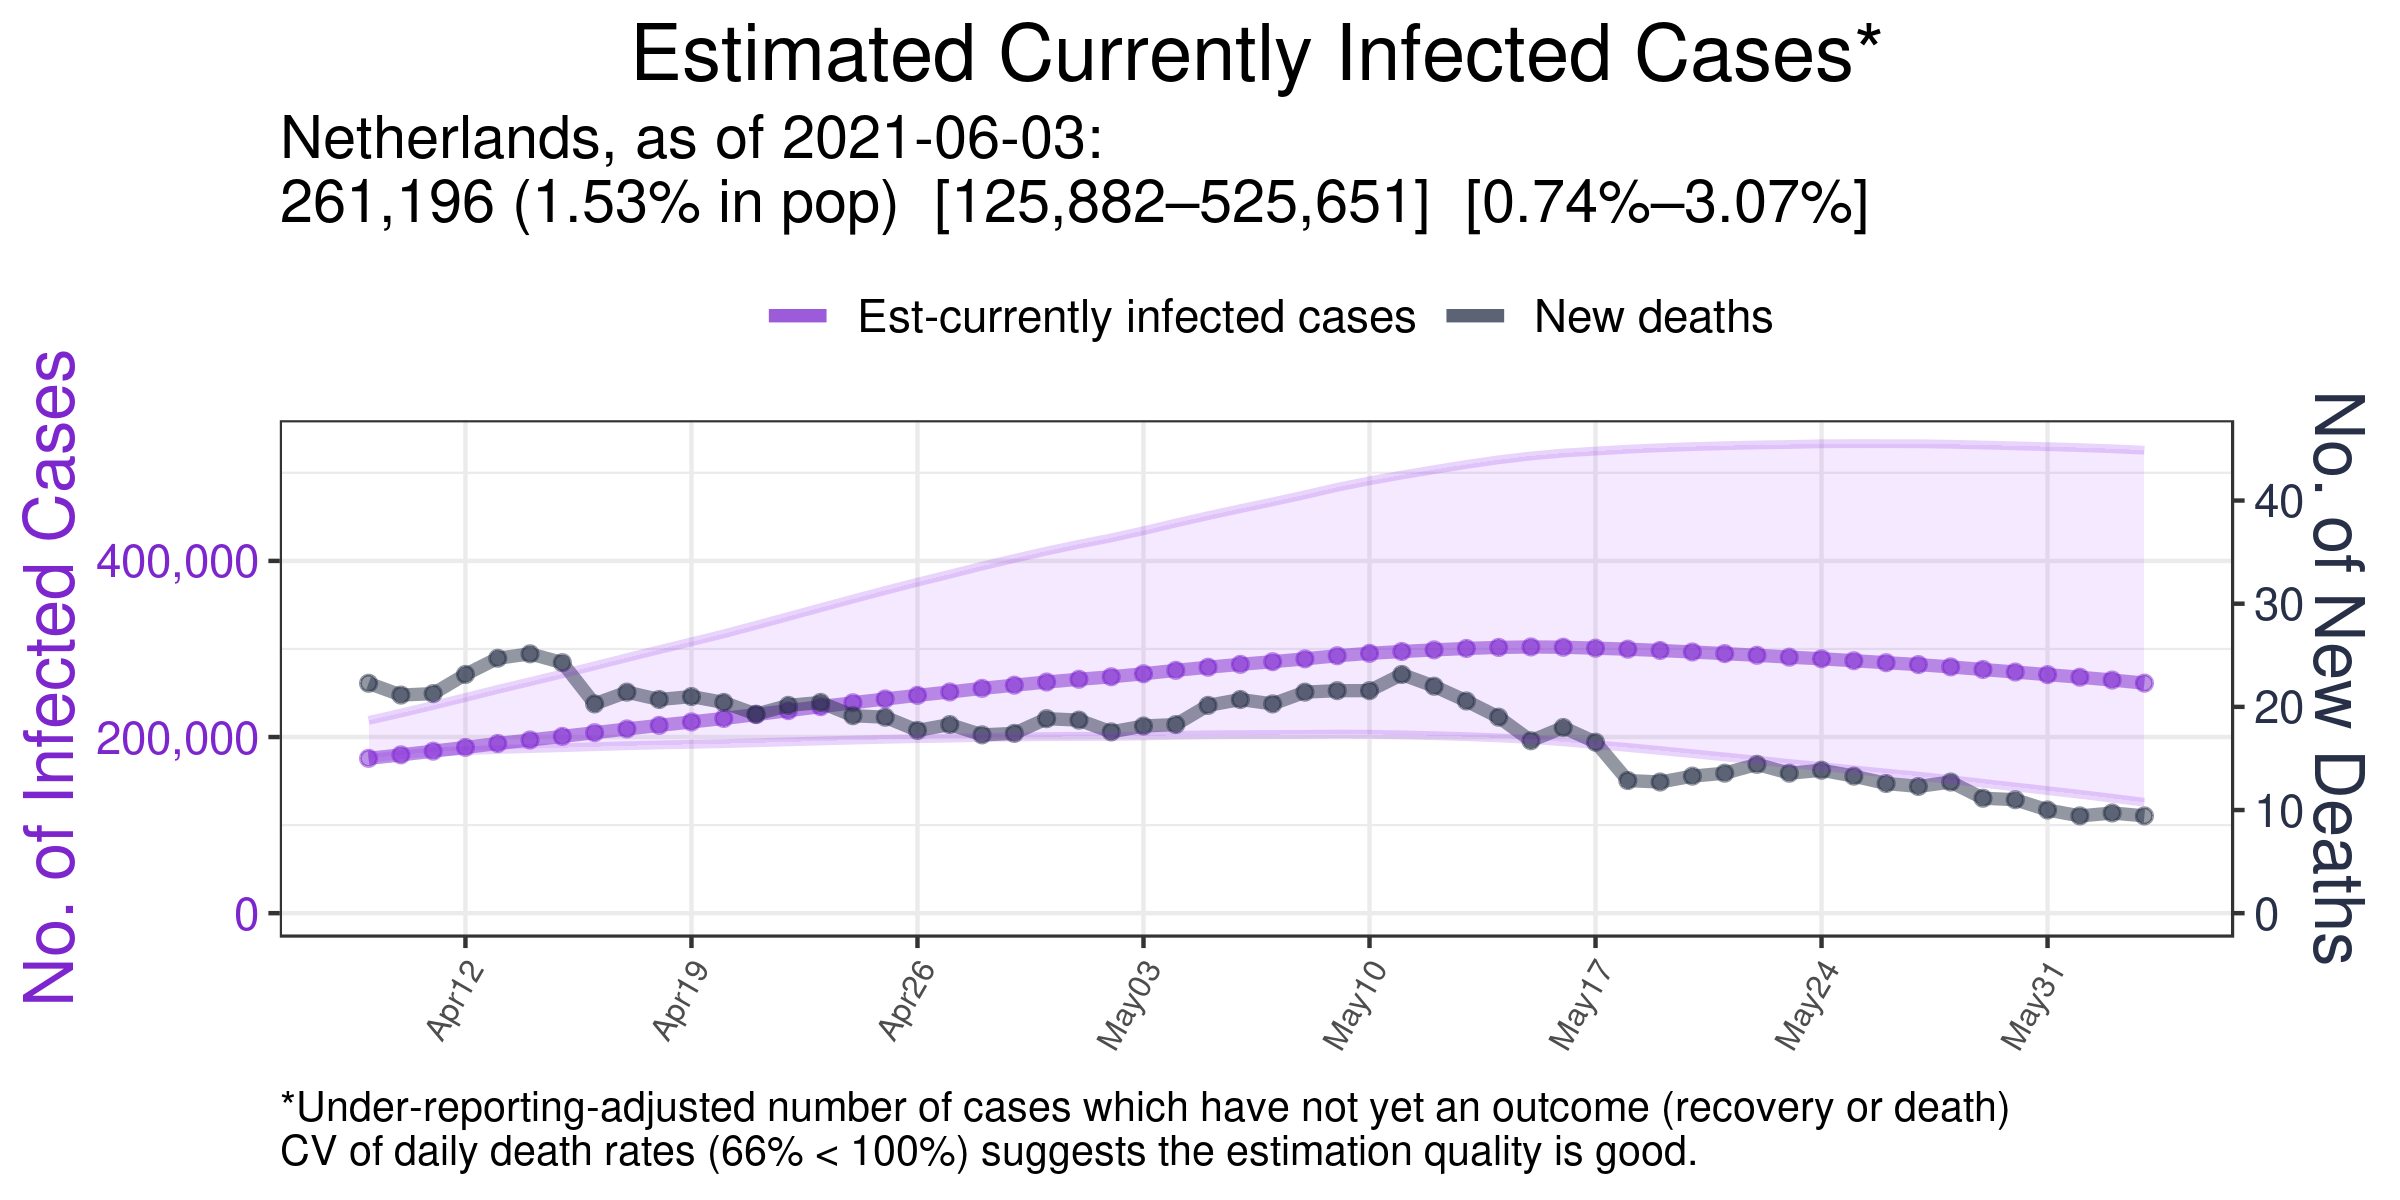 Estimated Currently Infected Cases*
Netherlands, as of 2021-06-03:
261,196 (1.53% in pop) [125,882–525,651] [0.74%–3.07%]
Est-currently infected cases
New deaths
No. of Infected Cases
400,000
200,000
0
No. of New Deaths
40
30
20
10
0
Apr12
Apr19
Apr26
May03
May10
May17
May24
May31
*Under-reporting-adjusted number of cases which have not yet an outcome (recovery or death)
CV of daily death rates (66% < 100%) suggests the estimation quality is good.